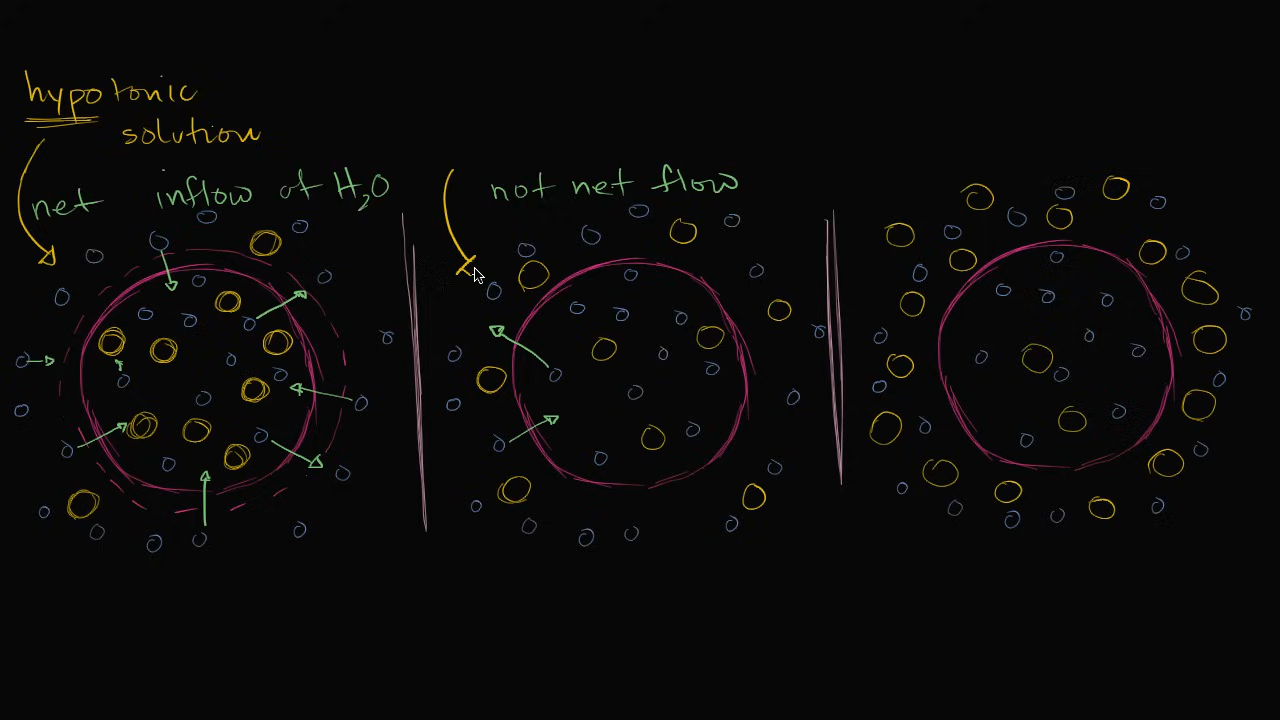 hypotonic
solution
net inflow of H₂O
not net flow